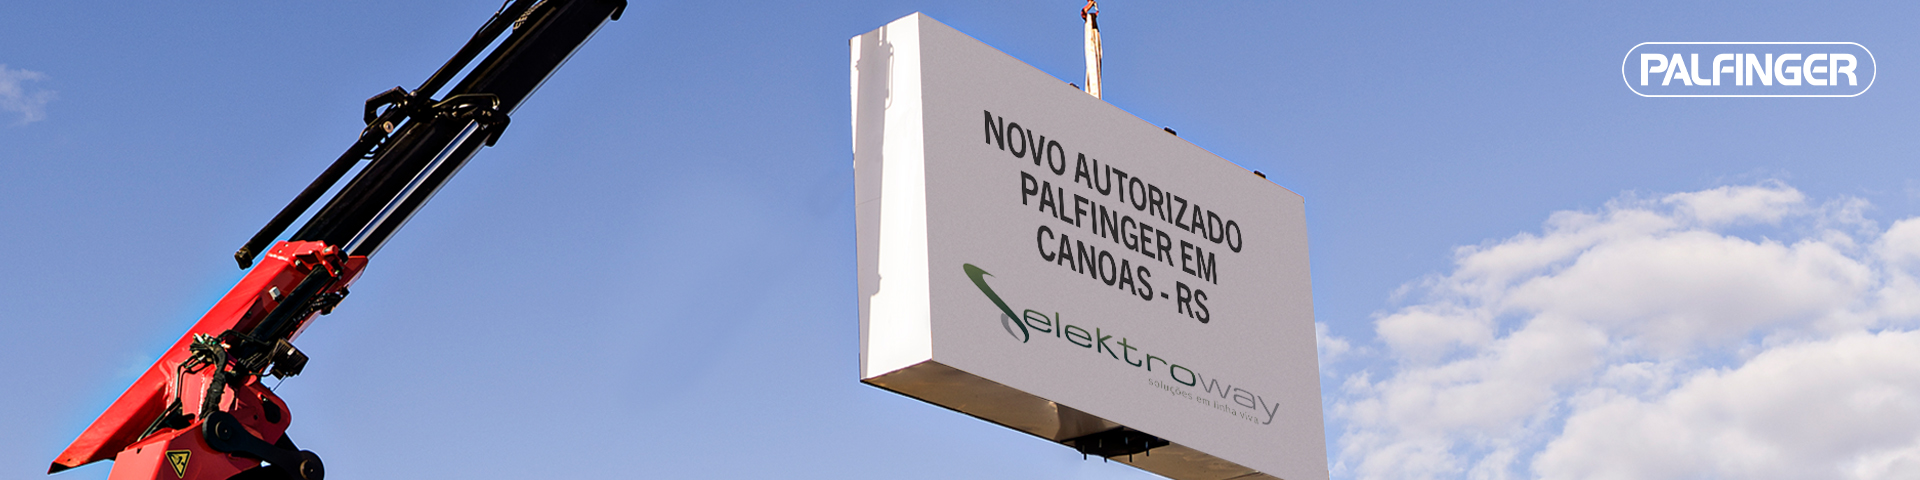 PALFINGER
NOVO AUTORIZADO
PALFINGER EM
CANOAS - RS
elektroway
soluções em linha viva